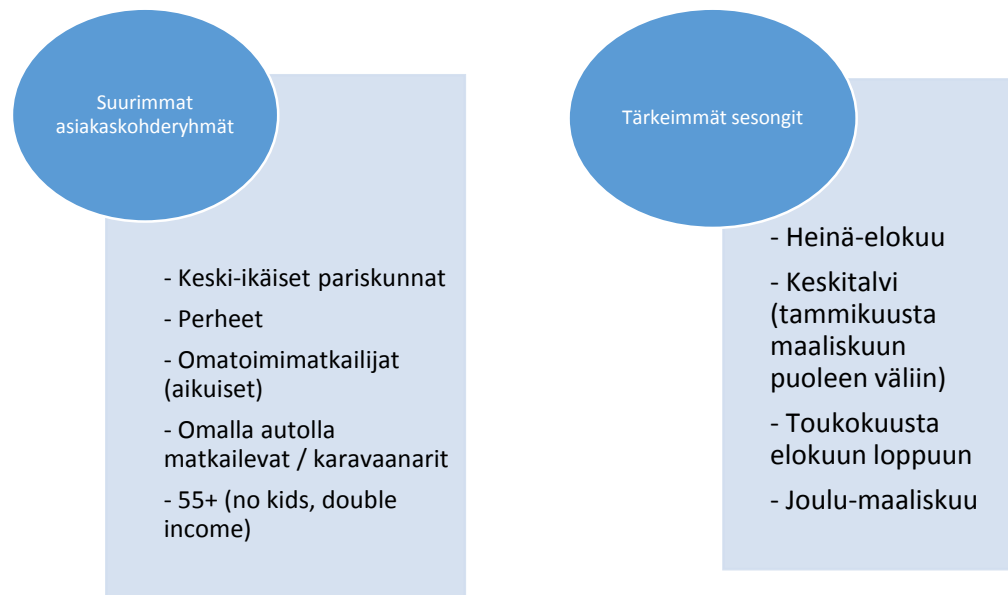 Suurimmat
asiakaskohderyhmät
- Keski-ikäiset pariskunnat
- Perheet
- Omatoimimatkailijat
(aikuiset)
- Omalla autolla
matkailevat / karavaanarit
- 55+ (no kids, double
income)
Tärkeimmät sesongit
- Heinä-elokuu
- Keskitalvi
(tammikuusta
maaliskuun
puoleen väliin)
- Toukokuusta
elokuun loppuun
- Joulu-maaliskuu